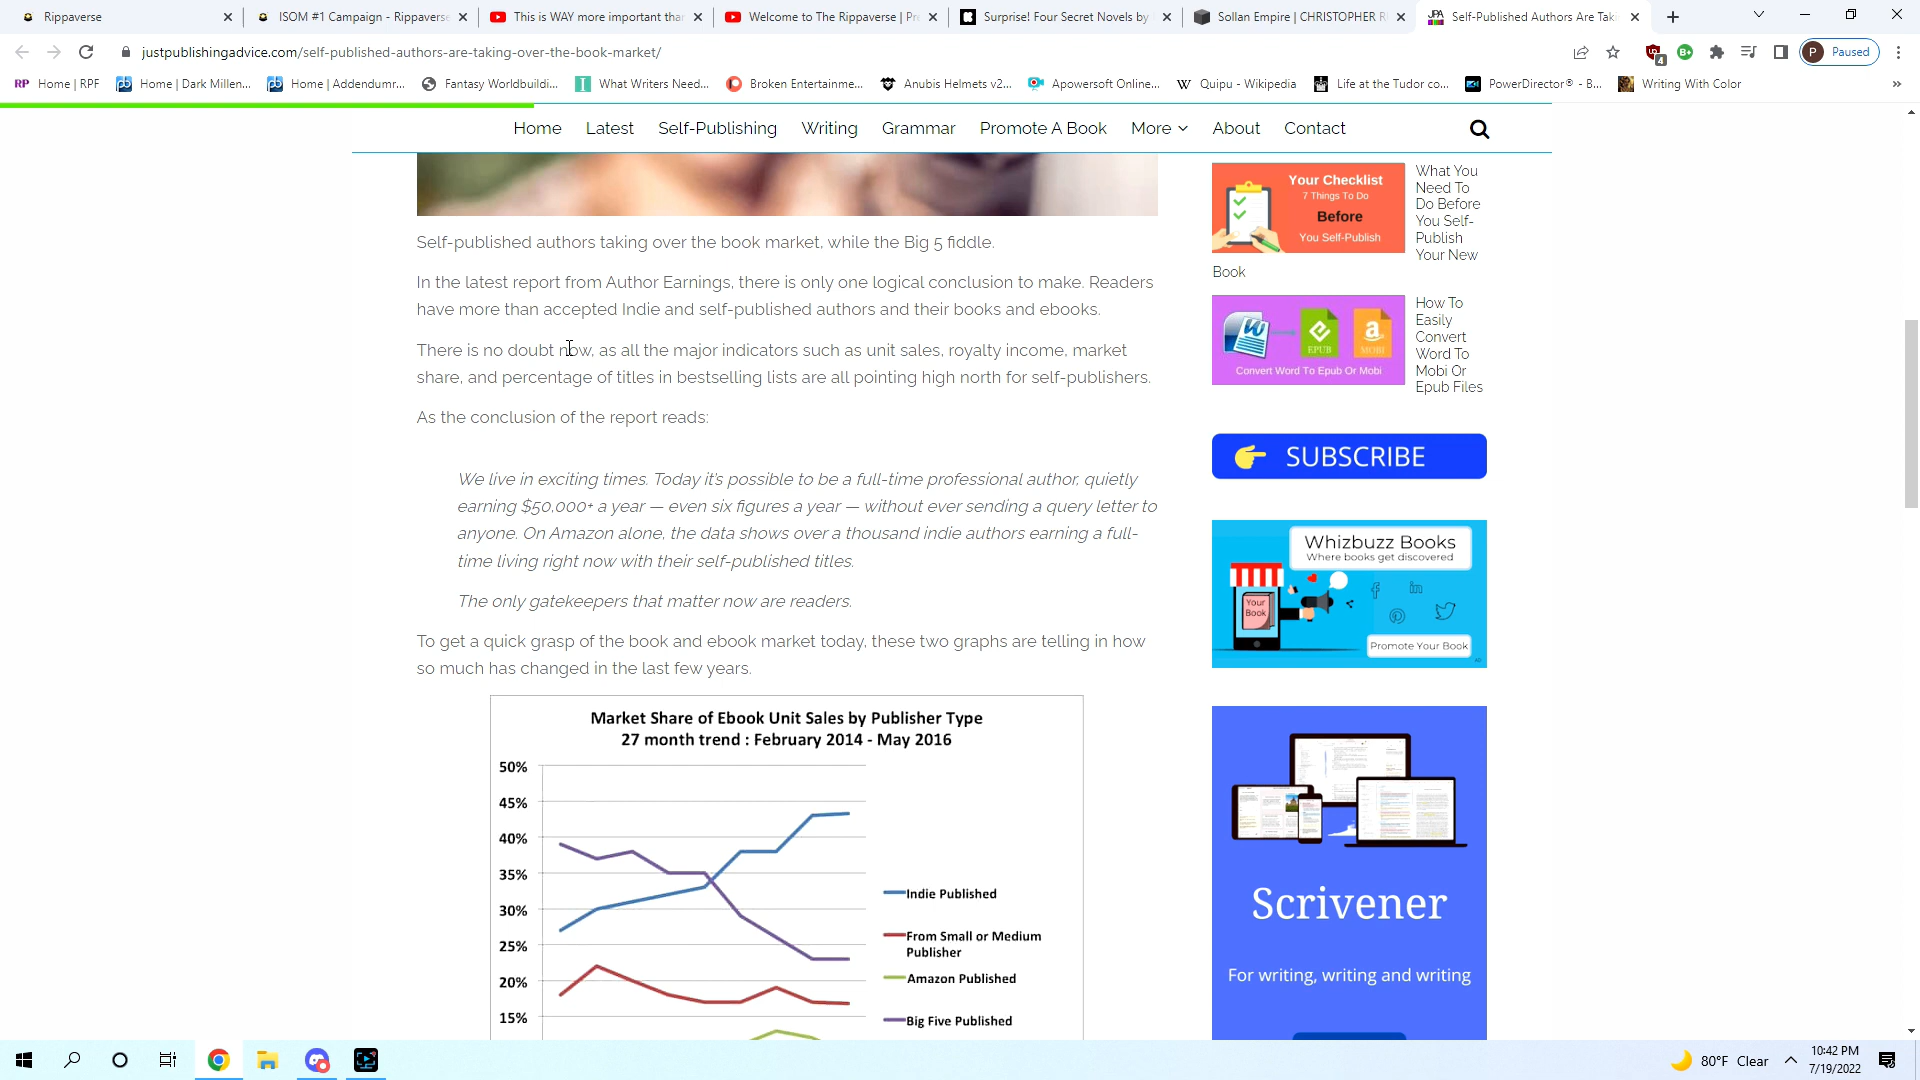 Rippaverse
ISOM #1 Campaign - Rippaverse
This is WAY more important than
Welcome to The Rippaverse | Pr
Surprise! Four Secret Novels by
Sollan Empire | CHRISTOPHER R
Self-Published Authors Are Taki
justpublishingadvice.com/self-published-authors-are-taking-over-the-book-market/
4
P Paused
RP Home | RPF
Home | Dark Millen...
Home | Addendumr...
Fantasy Worldbuildi...
What Writers Need...
Broken Entertainme...
Anubis Helmets v2...
Apowersoft Online...
W Quipu - Wikipedia
Life at the Tudor co...
PowerDirector® - B...
Writing With Color
»
Home Latest Self-Publishing Writing Grammar Promote A Book More About Contact
Self-published authors taking over the book market, while the Big 5 fiddle.
In the latest report from Author Earnings, there is only one logical conclusion to make. Readers
have more than accepted Indie and self-published authors and their books and ebooks.
There is no doubt now, as all the major indicators such as unit sales, royalty income, market
share, and percentage of titles in bestselling lists are all pointing high north for self-publishers.
As the conclusion of the report reads:
We live in exciting times. Today it's possible to be a full-time professional author, quietly
earning $50,000+ a year — even six figures a year — without ever sending a query letter to
anyone. On Amazon alone, the data shows over a thousand indie authors earning a full-
time living right now with their self-published titles.
The only gatekeepers that matter now are readers.
To get a quick grasp of the book and ebook market today, these two graphs are telling in how
so much has changed in the last few years.
Market Share of Ebook Unit Sales by Publisher Type
27 month trend : February 2014 - May 2016
50%
45%
40%
35%
30%
25%
20%
15%
Indie Published
From Small or Medium
Publisher
Amazon Published
Big Five Published
Your Checklist
7 Things To Do
Before
You Self-Publish
What You
Need To
Do Before
You Self-
Publish
Your New
Book
W
EPUB
a
MOBI
Convert Word To Epub Or Mobi
How To
Easily
Convert
Word To
Mobi Or
Epub Files
SUBSCRIBE
Whizbuzz Books
Where books get discovered
Your
Book
Promote Your Book
Scrivener
For writing, writing and writing
80°F Clear
10:42 PM
7/19/2022